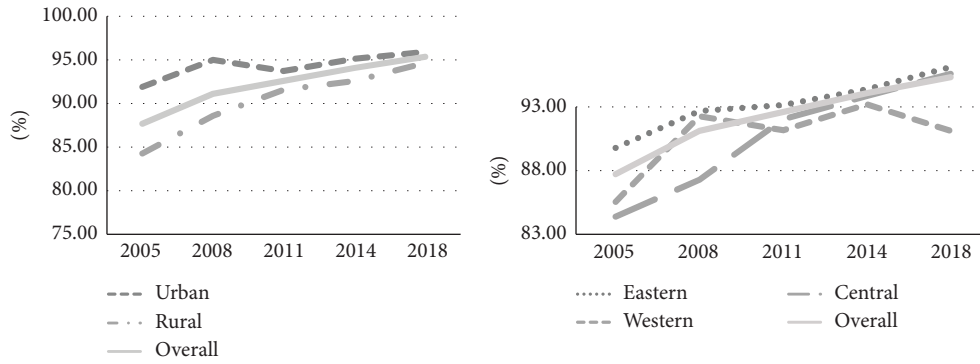 100.00
95.00
90.00
85.00
80.00
75.00
(%)
2005 2008 2011 2014 2018
Urban
Rural
Overall
93.00
88.00
83.00
(%)
2005 2008 2011 2014 2018
Eastern Central
Western Overall